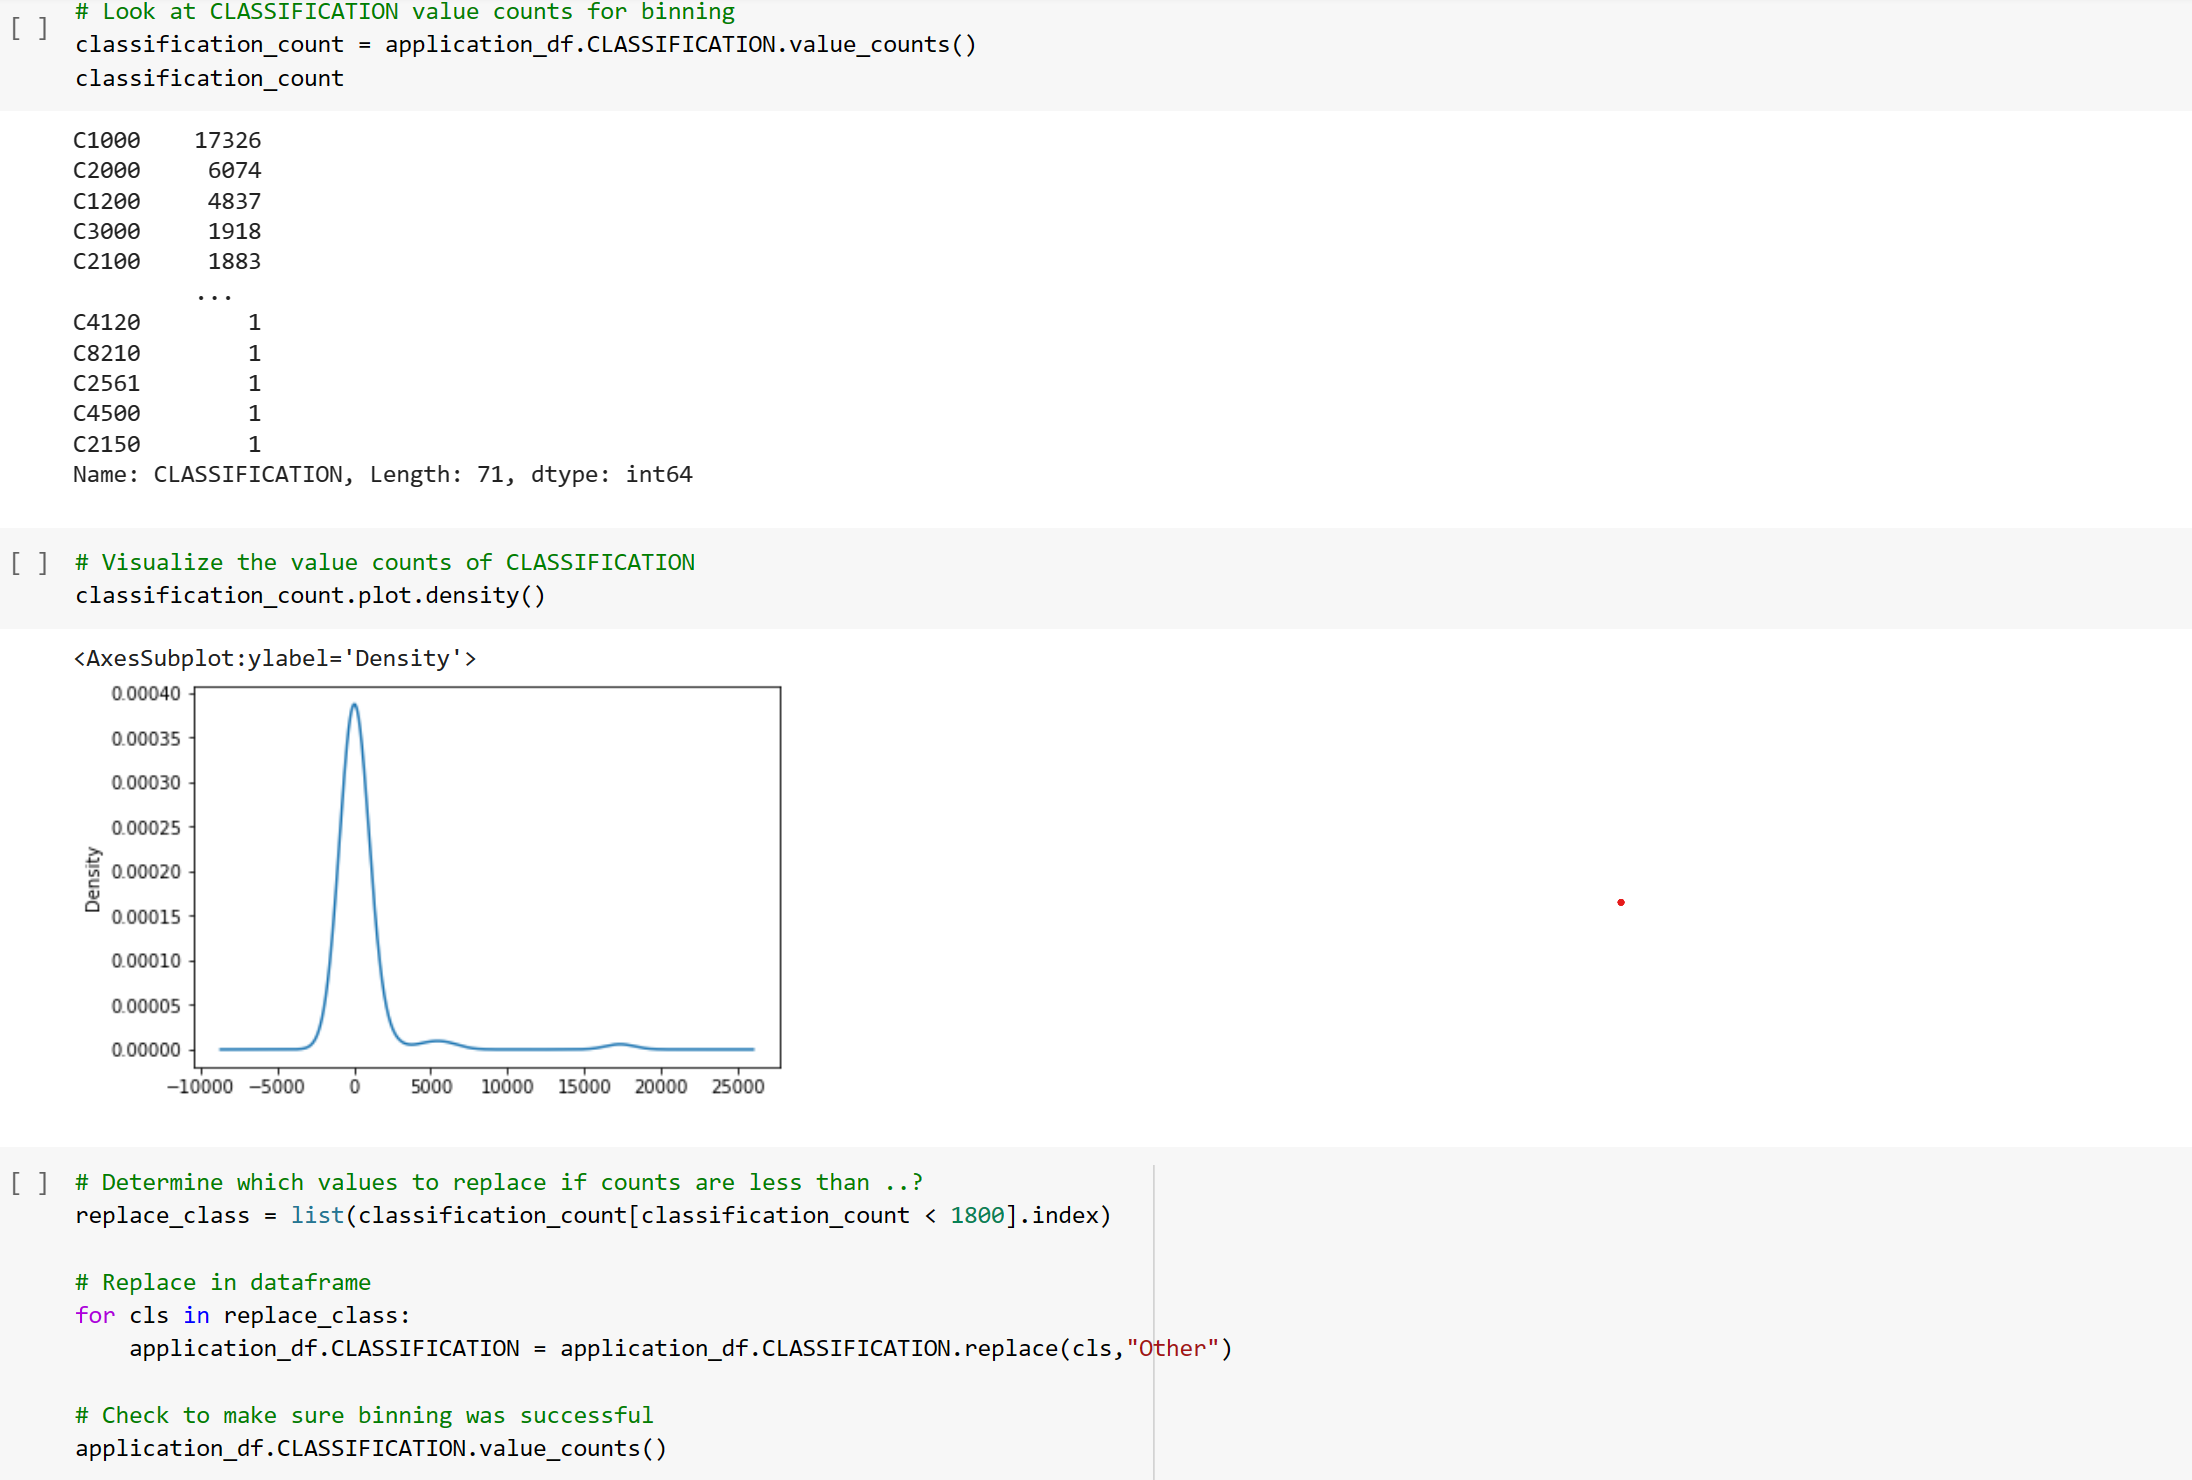 # Look at CLASSIFICATION value counts for binning
[ ]
classification_count = application_df.CLASSIFICATION.value_counts()
classification_count
C1000    17326
C2000     6074
C1200     4837
C3000     1918
C2100     1883
         ...
C4120        1
C8210        1
C2561        1
C4500        1
C2150        1
Name: CLASSIFICATION, Length: 71, dtype: int64
[ ] # Visualize the value counts of CLASSIFICATION
classification_count.plot.density()
<AxesSubplot:ylabel='Density'>
0.00040
0.00035
0.00030
0.00025
0.00020
0.00015
0.00010
0.00005
0.00000
Density
−10000 −5000 0 5000 10000 15000 20000 25000
[ ] # Determine which values to replace if counts are less than ..?
replace_class = list(classification_count[classification_count < 1800].index)
# Replace in dataframe
for cls in replace_class:
    application_df.CLASSIFICATION = application_df.CLASSIFICATION.replace(cls,"Other")
# Check to make sure binning was successful
application_df.CLASSIFICATION.value_counts()